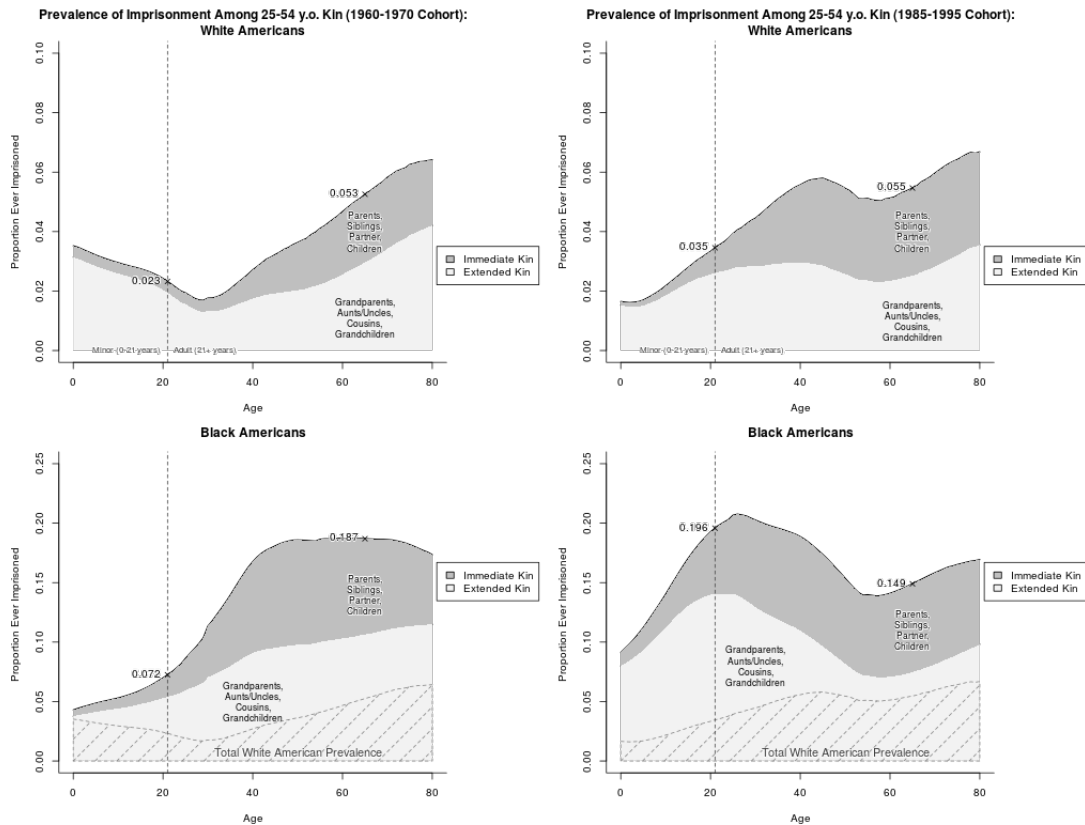 Prevalence of Imprisonment Among 25-54 y.o. Kin (1960-1970 Cohort):
White Americans
Proportion Ever Imprisoned
0.10
0.08
0.06
0.04
0.02
0.00
0.023
0.053
Parents,
Siblings,
Partner,
Children
Grandparents,
Aunts/Uncles,
Cousins,
Grandchildren
Immediate Kin
Extended Kin
Minor (0-21 years)
Adult (21+ years)
0
20
40
60
80
Age
Prevalence of Imprisonment Among 25-54 y.o. Kin (1985-1995 Cohort):
White Americans
Proportion Ever Imprisoned
0.10
0.08
0.06
0.04
0.02
0.00
0.035
0.055
Parents,
Siblings,
Partner,
Children
Grandparents,
Aunts/Uncles,
Cousins,
Grandchildren
Immediate Kin
Extended Kin
Minor (0-21 years)
Adult (21+ years)
0
20
40
60
80
Age
Black Americans
Proportion Ever Imprisoned
0.25
0.20
0.15
0.10
0.05
0.00
0.072
0.187
Parents,
Siblings,
Partner,
Children
Grandparents,
Aunts/Uncles,
Cousins,
Grandchildren
Total White American Prevalence
Immediate Kin
Extended Kin
0
20
40
60
80
Age
Black Americans
Proportion Ever Imprisoned
0.25
0.20
0.15
0.10
0.05
0.00
0.196
0.149
Parents,
Siblings,
Partner,
Children
Grandparents,
Aunts/Uncles,
Cousins,
Grandchildren
Total White American Prevalence
Immediate Kin
Extended Kin
0
20
40
60
80
Age